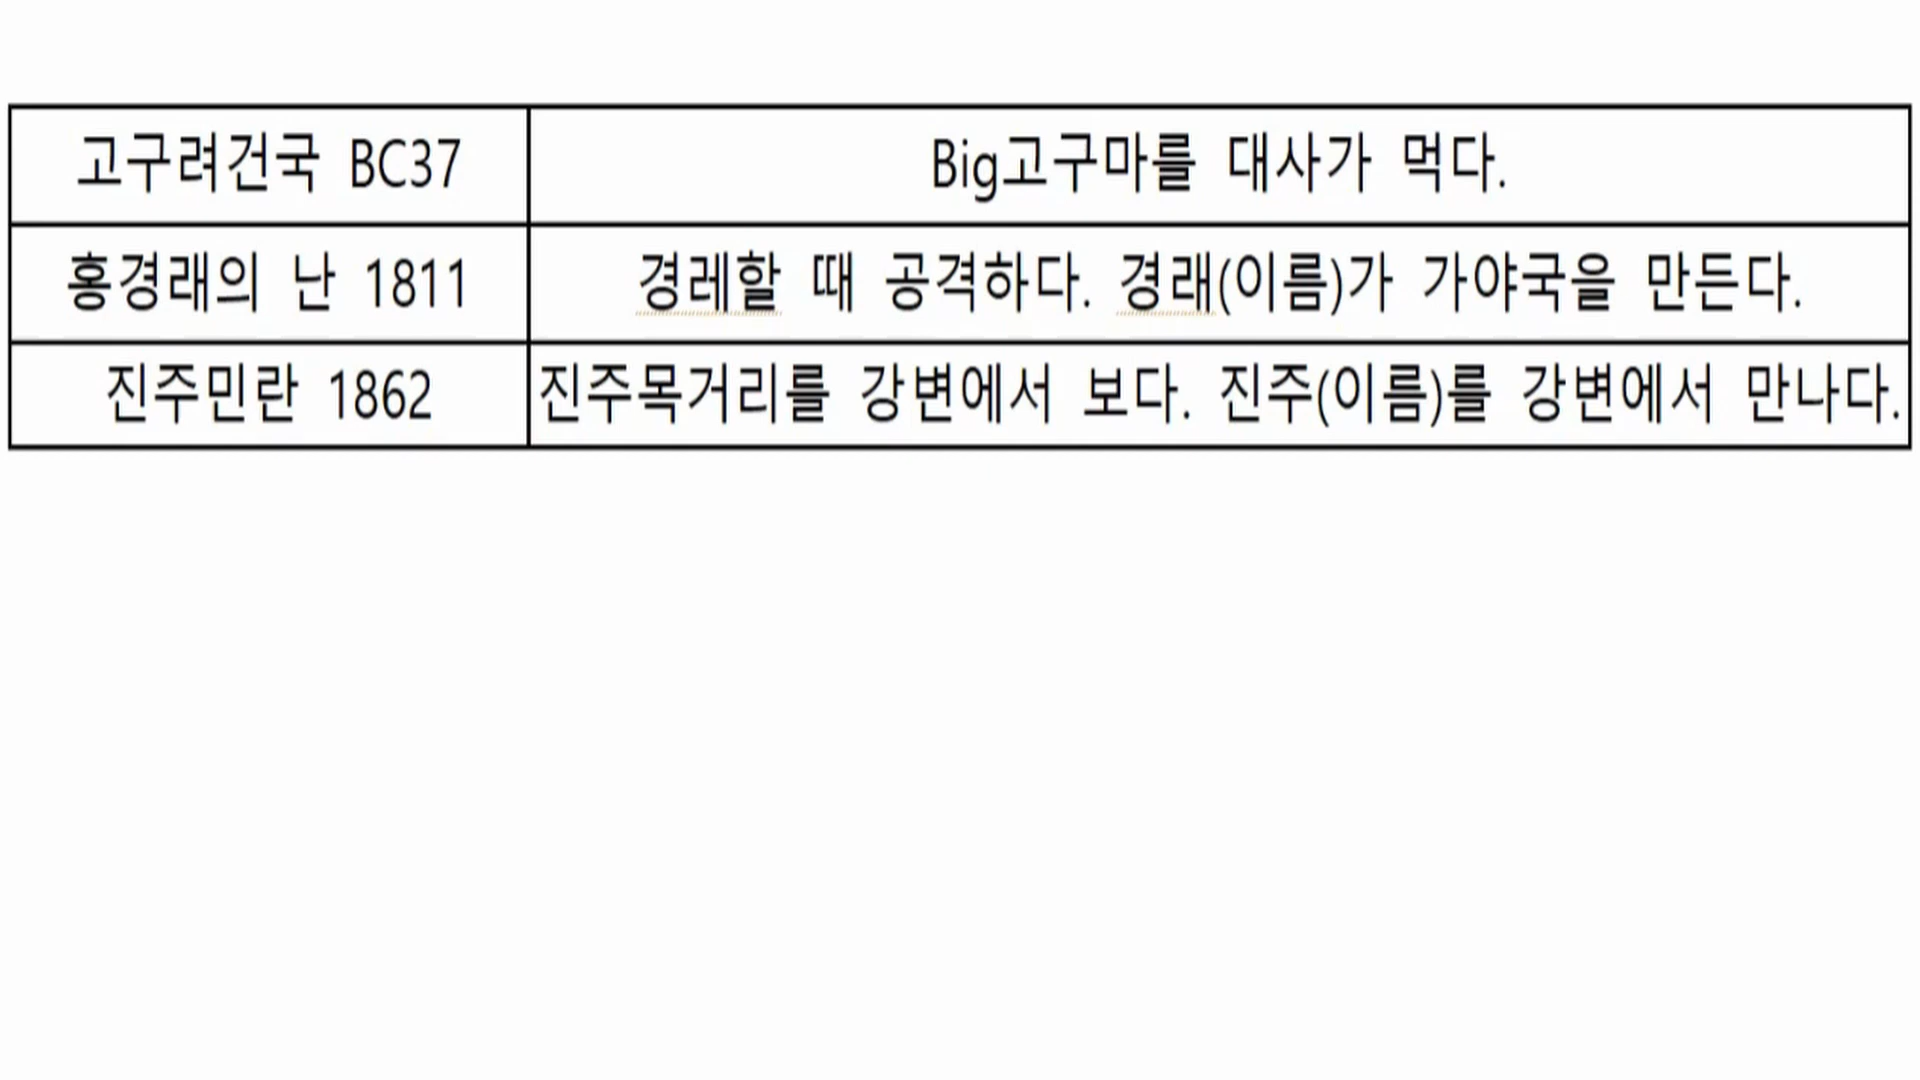 고구려건국 BC37
Big고구마를 대사가 먹다.
홍경래의 난 1811
경레할 때 공격하다. 경래(이름)가 가야국을 만든다.
진주민란 1862
진주목거리를 강변에서 보다. 진주(이름)를 강변에서 만나다.